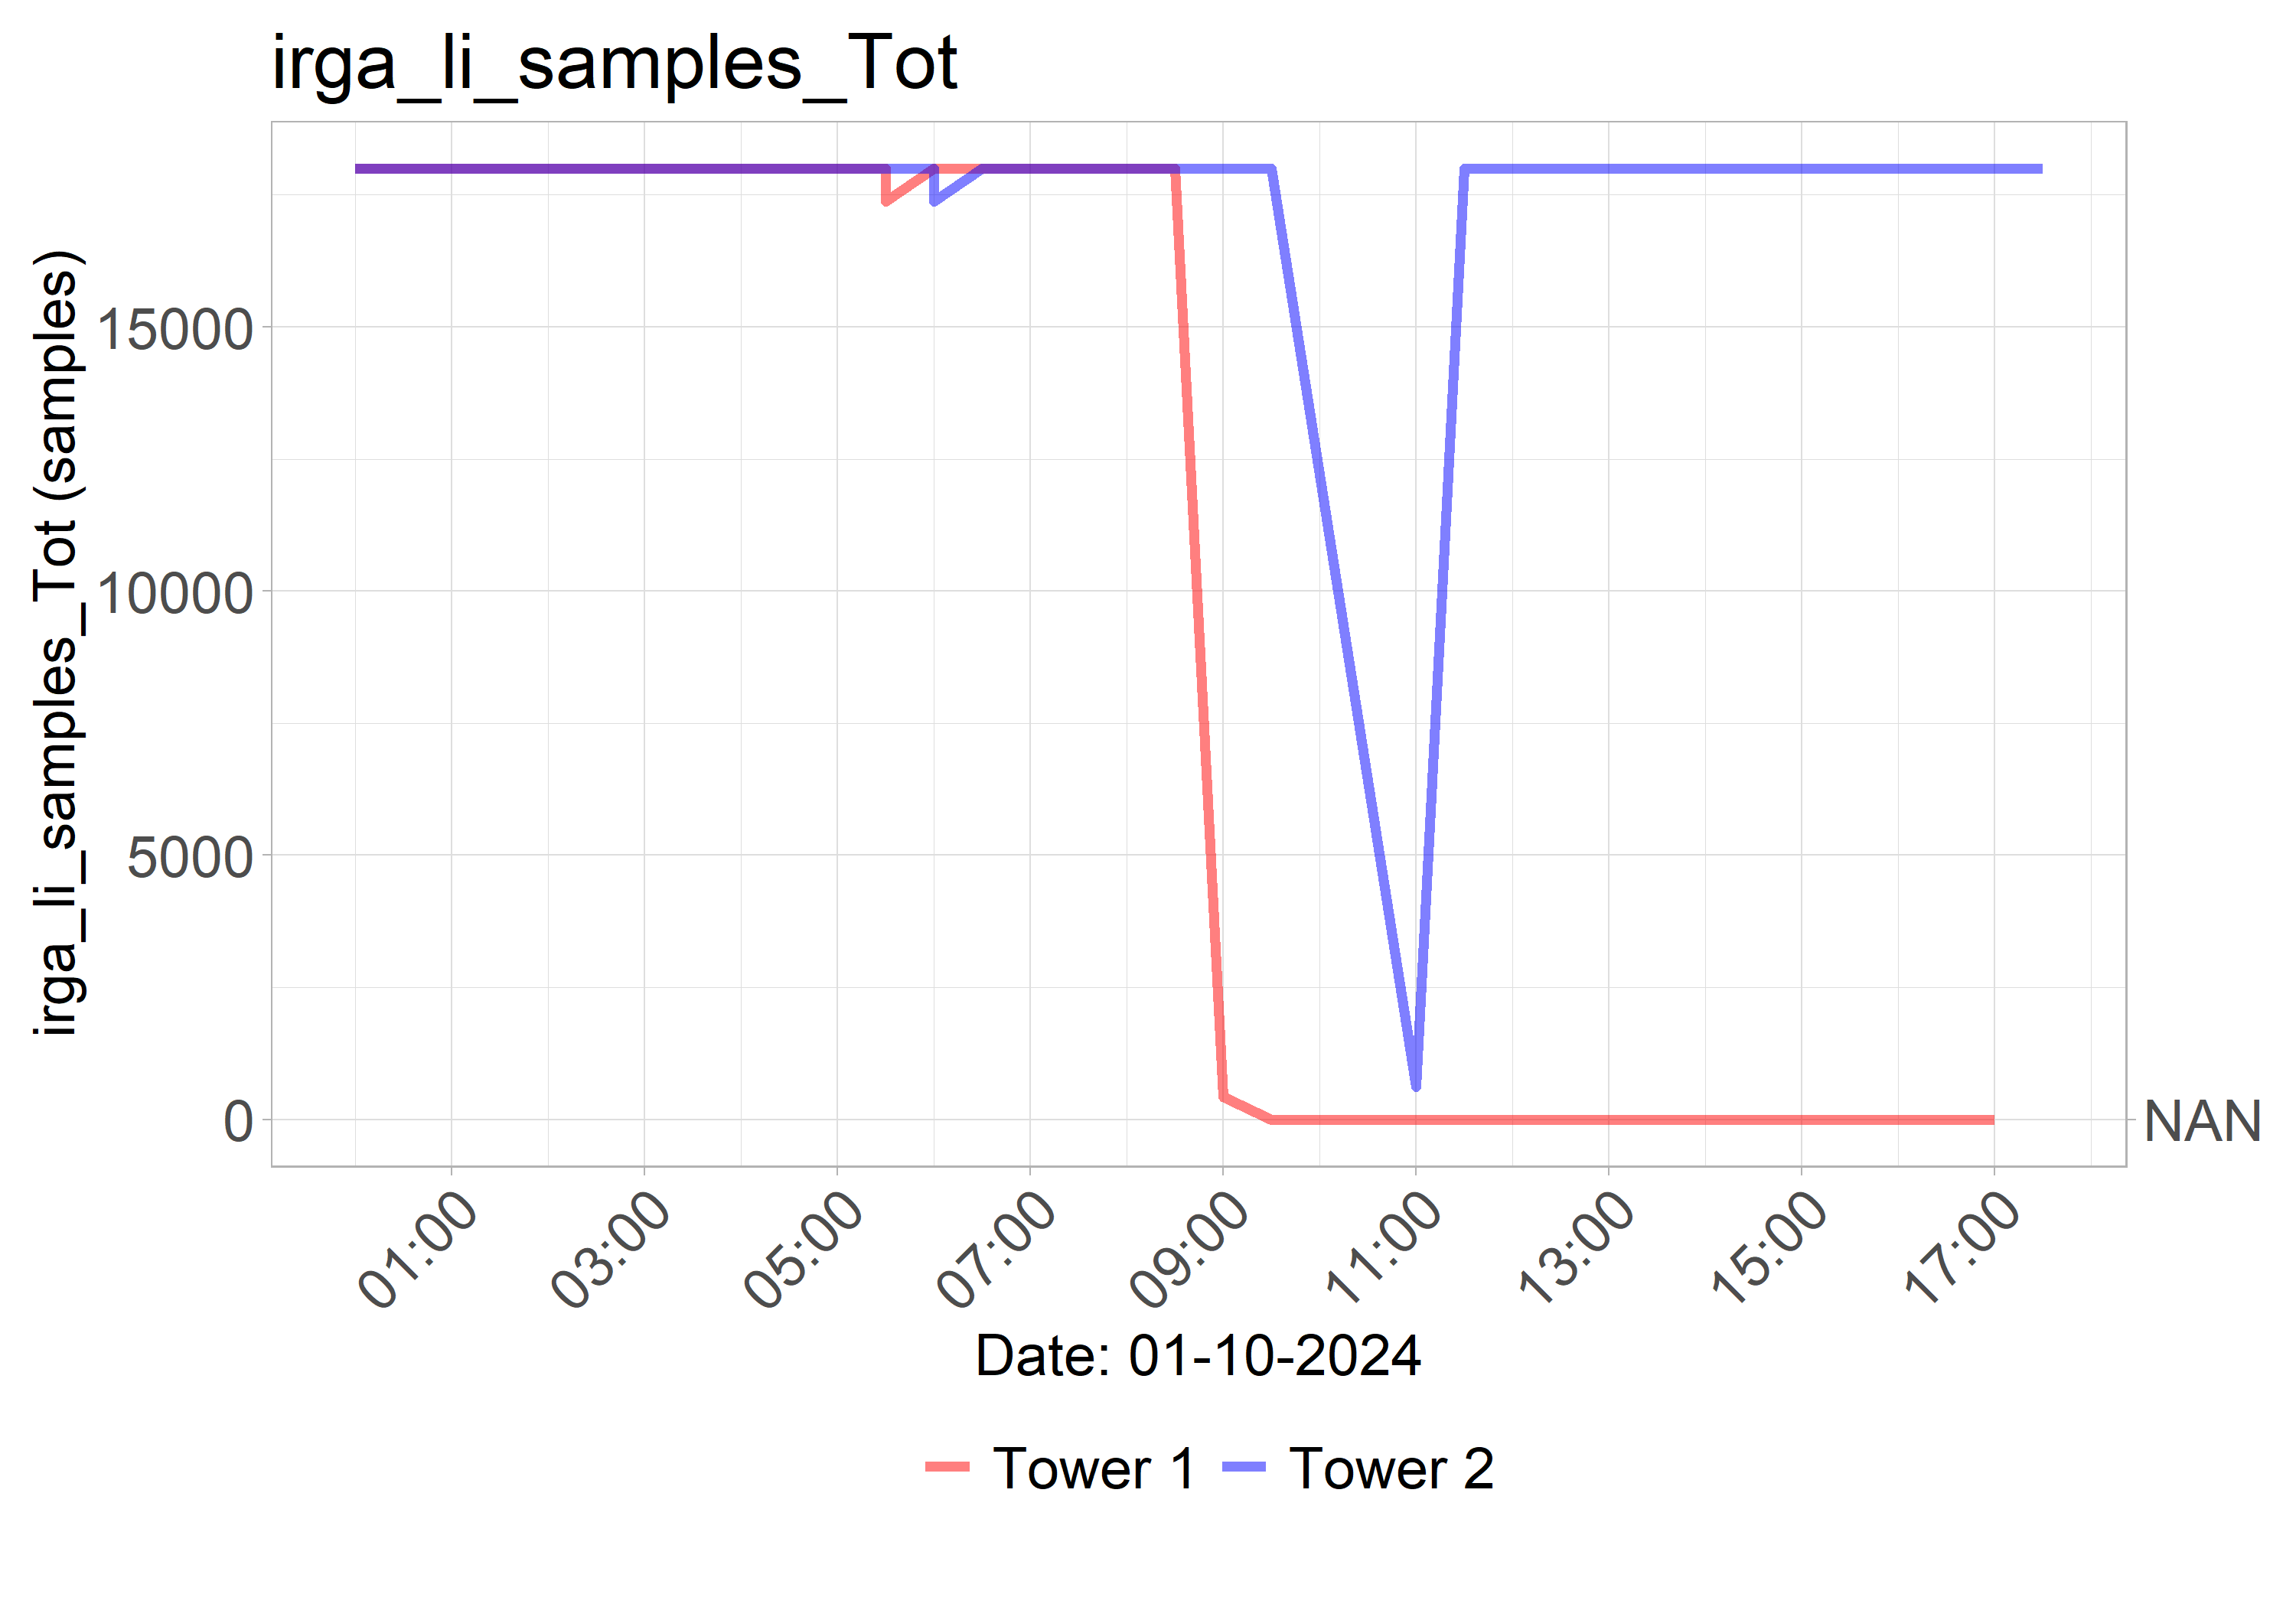 irga_li_samples_Tot
irga_li_samples_Tot (samples)
15000
10000
5000
0
NAN
01:00
03:00
05:00
07:00
09:00
11:00
13:00
15:00
17:00
Date: 01-10-2024
Tower 1
Tower 2